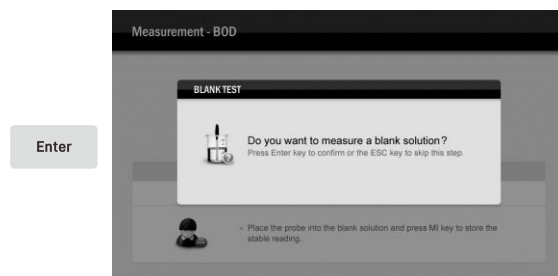 Measurement - BOD
BLANK TEST
Enter
Do you want to measure a blank solution?
Press Enter key to confirm or the ESC key to skip this step.
Place the probe into the blank solution and press MI key to store the
stable reading.